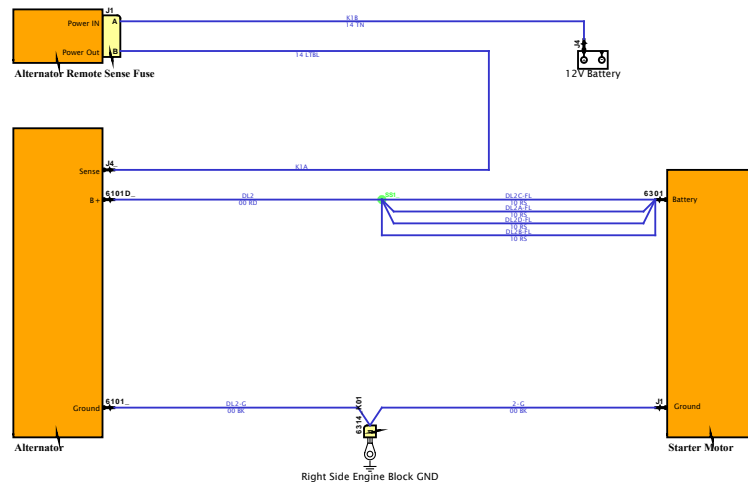 J1
Power IN
A
K1B
14 TN
Power Out
B
14 LTBL
J4
Alternator Remote Sense Fuse
12V Battery
J4_
Sense
K1A
6101D_
B+
DL2
00 RD
SB1
DL2C-FL
10 RS
DL2A-FL
10 RS
DL2D-FL
10 RS
DL2B-FL
10 RS
6301
Battery
6101_
Ground
DL2-G
00 BK
6314_X01
2-G
00 BK
J1
Ground
Alternator
Starter Motor
Right Side Engine Block GND